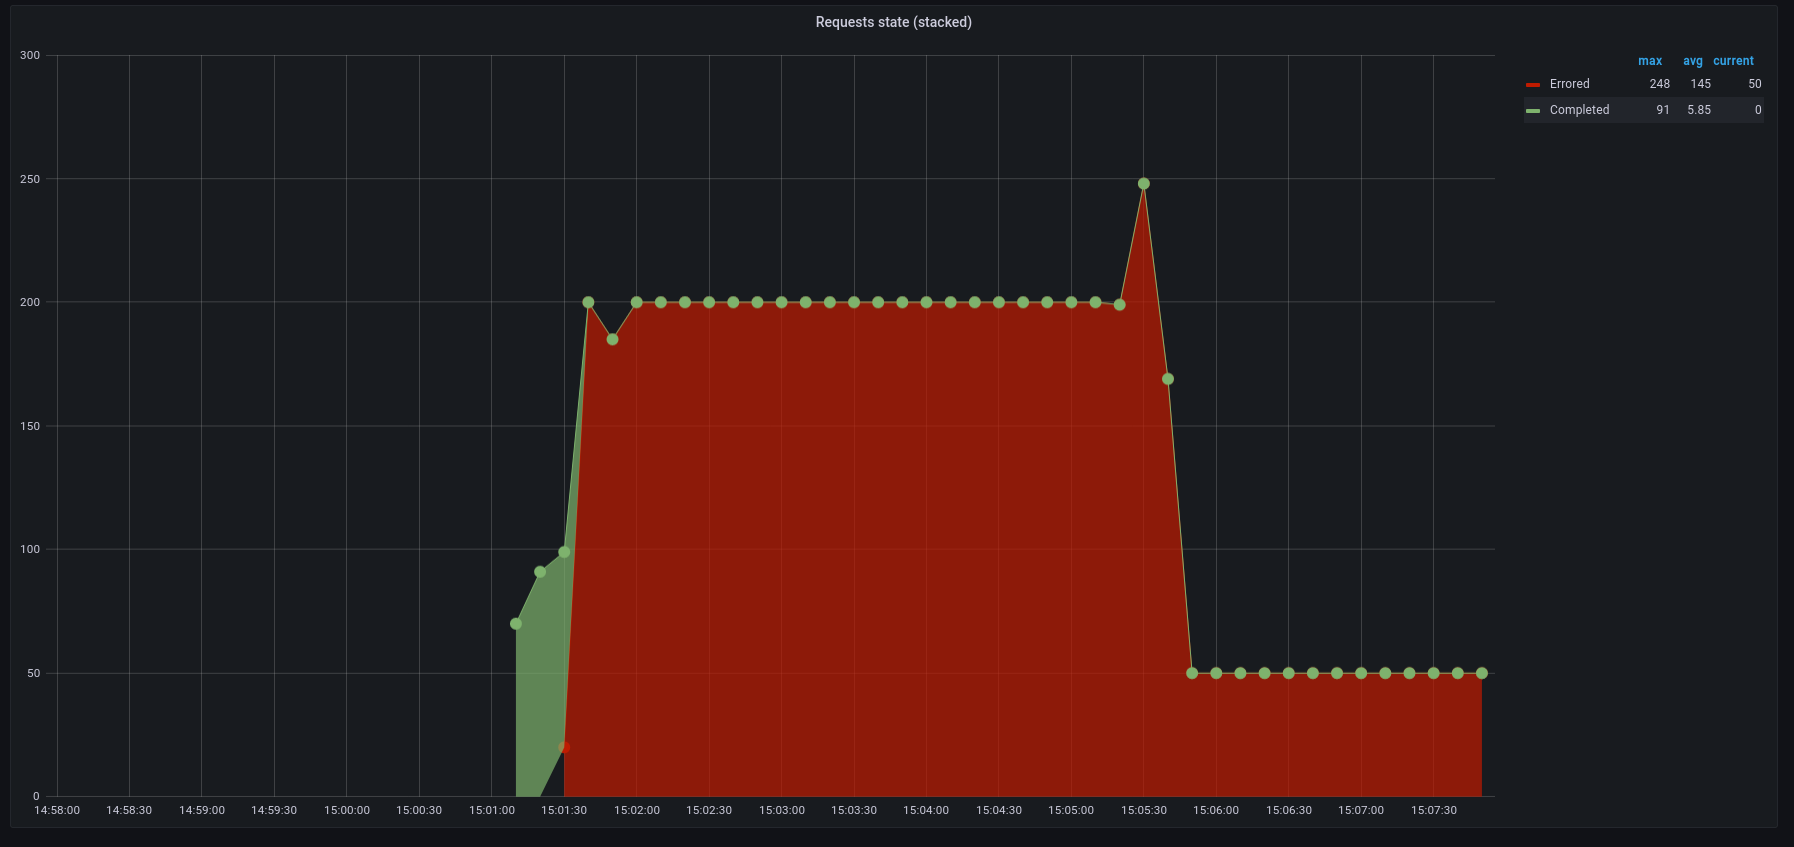 Requests state (stacked)
300
250
200
150
100
50
0
14:58:00 14:58:30 14:59:00 14:59:30 15:00:00 15:00:30 15:01:00 15:01:30 15:02:00 15:02:30 15:03:00 15:03:30 15:04:00 15:04:30 15:05:00 15:05:30 15:06:00 15:06:30 15:07:00 15:07:30
max avg current
Errored 248 145 50
Completed 91 5.85 0